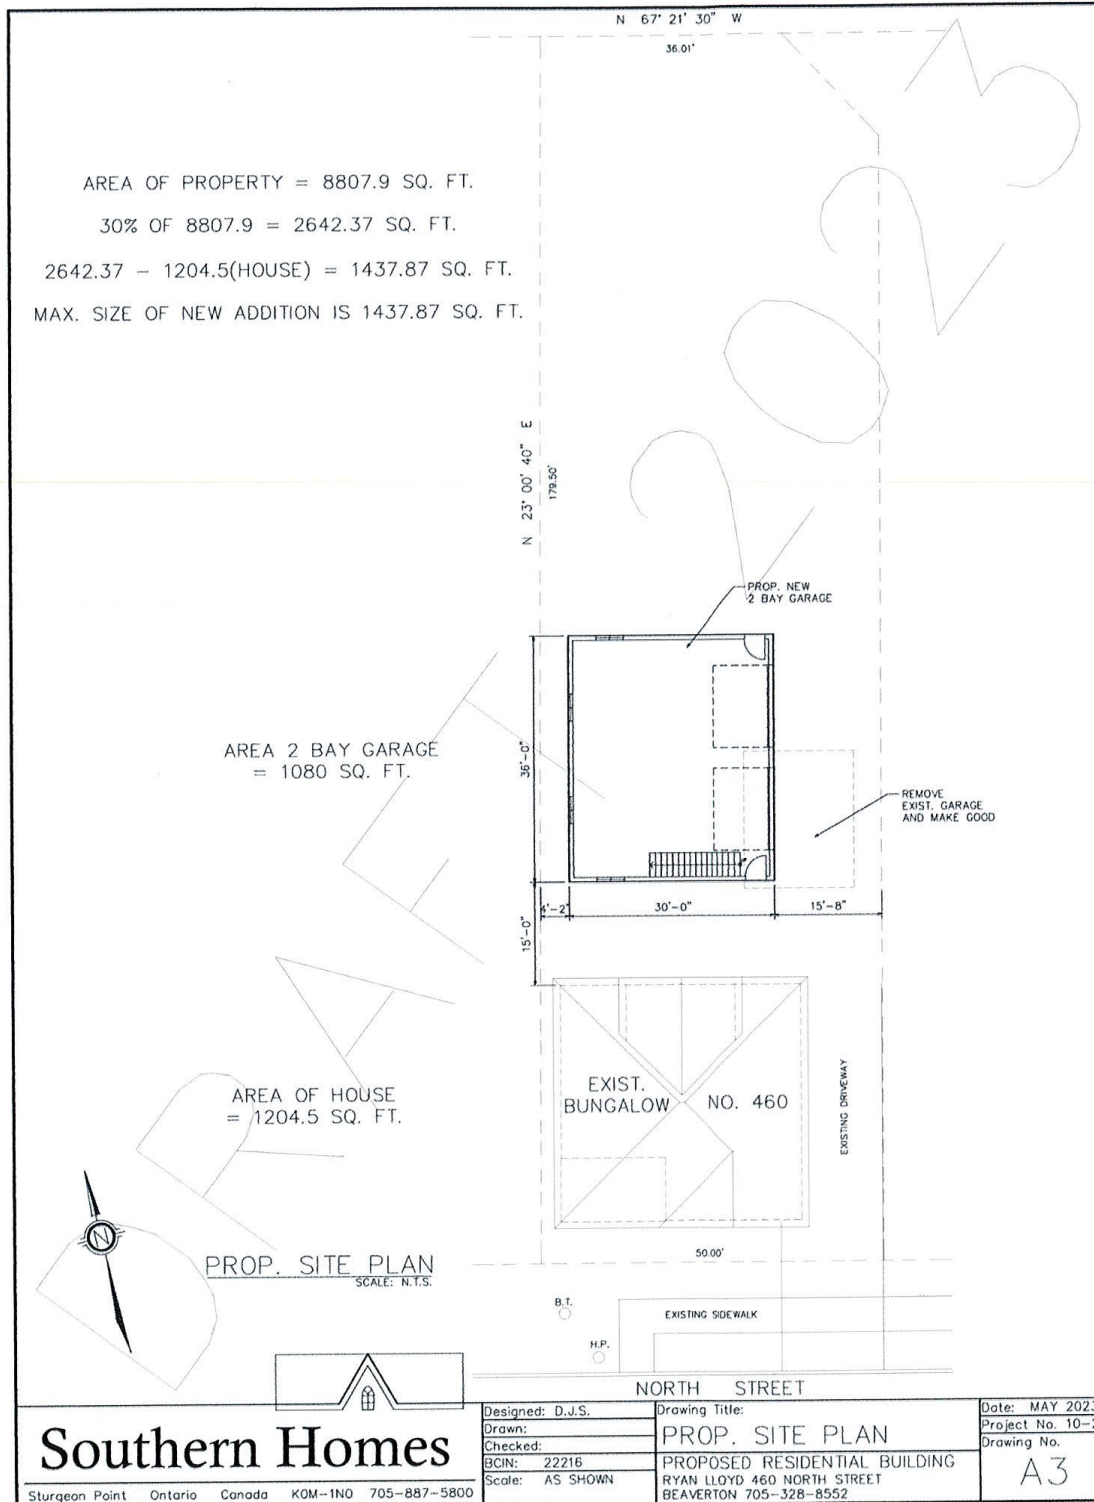 N 67° 21' 30" W
36.01'
AREA OF PROPERTY = 8807.9 SQ. FT.
30% OF 8807.9 = 2642.37 SQ. FT.
2642.37 – 1204.5(HOUSE) = 1437.87 SQ. FT.
MAX. SIZE OF NEW ADDITION IS 1437.87 SQ. FT.
N 23° 00' 40" E
179.50'
PROP. NEW
2 BAY GARAGE
AREA 2 BAY GARAGE
= 1080 SQ. FT.
36'-0"
REMOVE
EXIST. GARAGE
AND MAKE GOOD
4'-2"
30'-0"
15'-8"
15'-0"
EXIST.
BUNGALOW
NO. 460
EXISTING DRIVEWAY
AREA OF HOUSE
= 1204.5 SQ. FT.
N
PROP. SITE PLAN
SCALE: N.T.S.
50.00'
B.T.
EXISTING SIDEWALK
H.P.
NORTH STREET
DRAFT 2023
Southern Homes
Sturgeon Point Ontario Canada K0M-1N0 705-887-5800
Designed: D.J.S.
Drawn:
Checked:
BCIN: 22216
Scale: AS SHOWN
Drawing Title:
PROP. SITE PLAN
PROPOSED RESIDENTIAL BUILDING
RYAN LLOYD 460 NORTH STREET
BEAVERTON 705-328-8552
Date: MAY 2023
Project No. 10-2
Drawing No.
A3